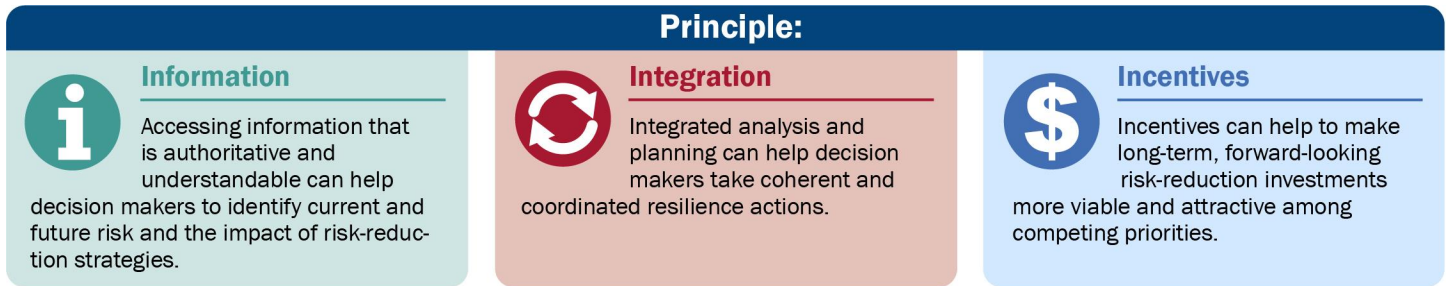 Principle:
Information
Accessing information that
is authoritative and
understandable can help
decision makers to identify current and
future risk and the impact of risk-reduc-
tion strategies.
Integration
Integrated analysis and
planning can help decision
makers take coherent and
coordinated resilience actions.
Incentives
Incentives can help to make
long-term, forward-looking
risk-reduction investments
more viable and attractive among
competing priorities.